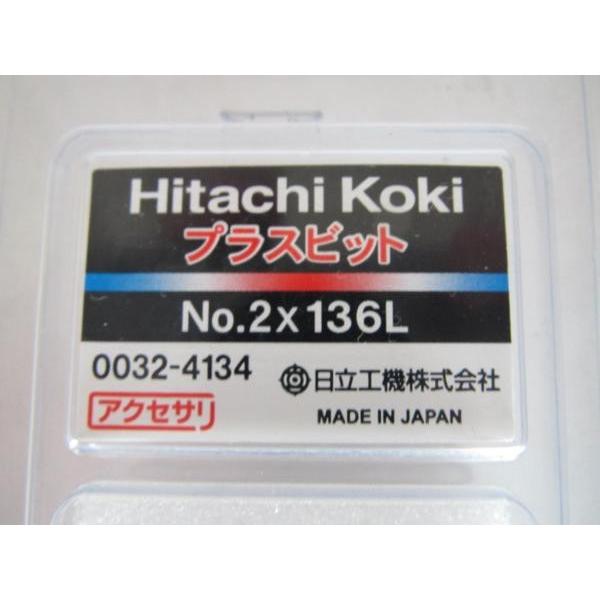 Hitachi Koki
プラスビット
No.2x136L
0032-4134
日立工機株式会社
アクセサリ
MADE IN JAPAN